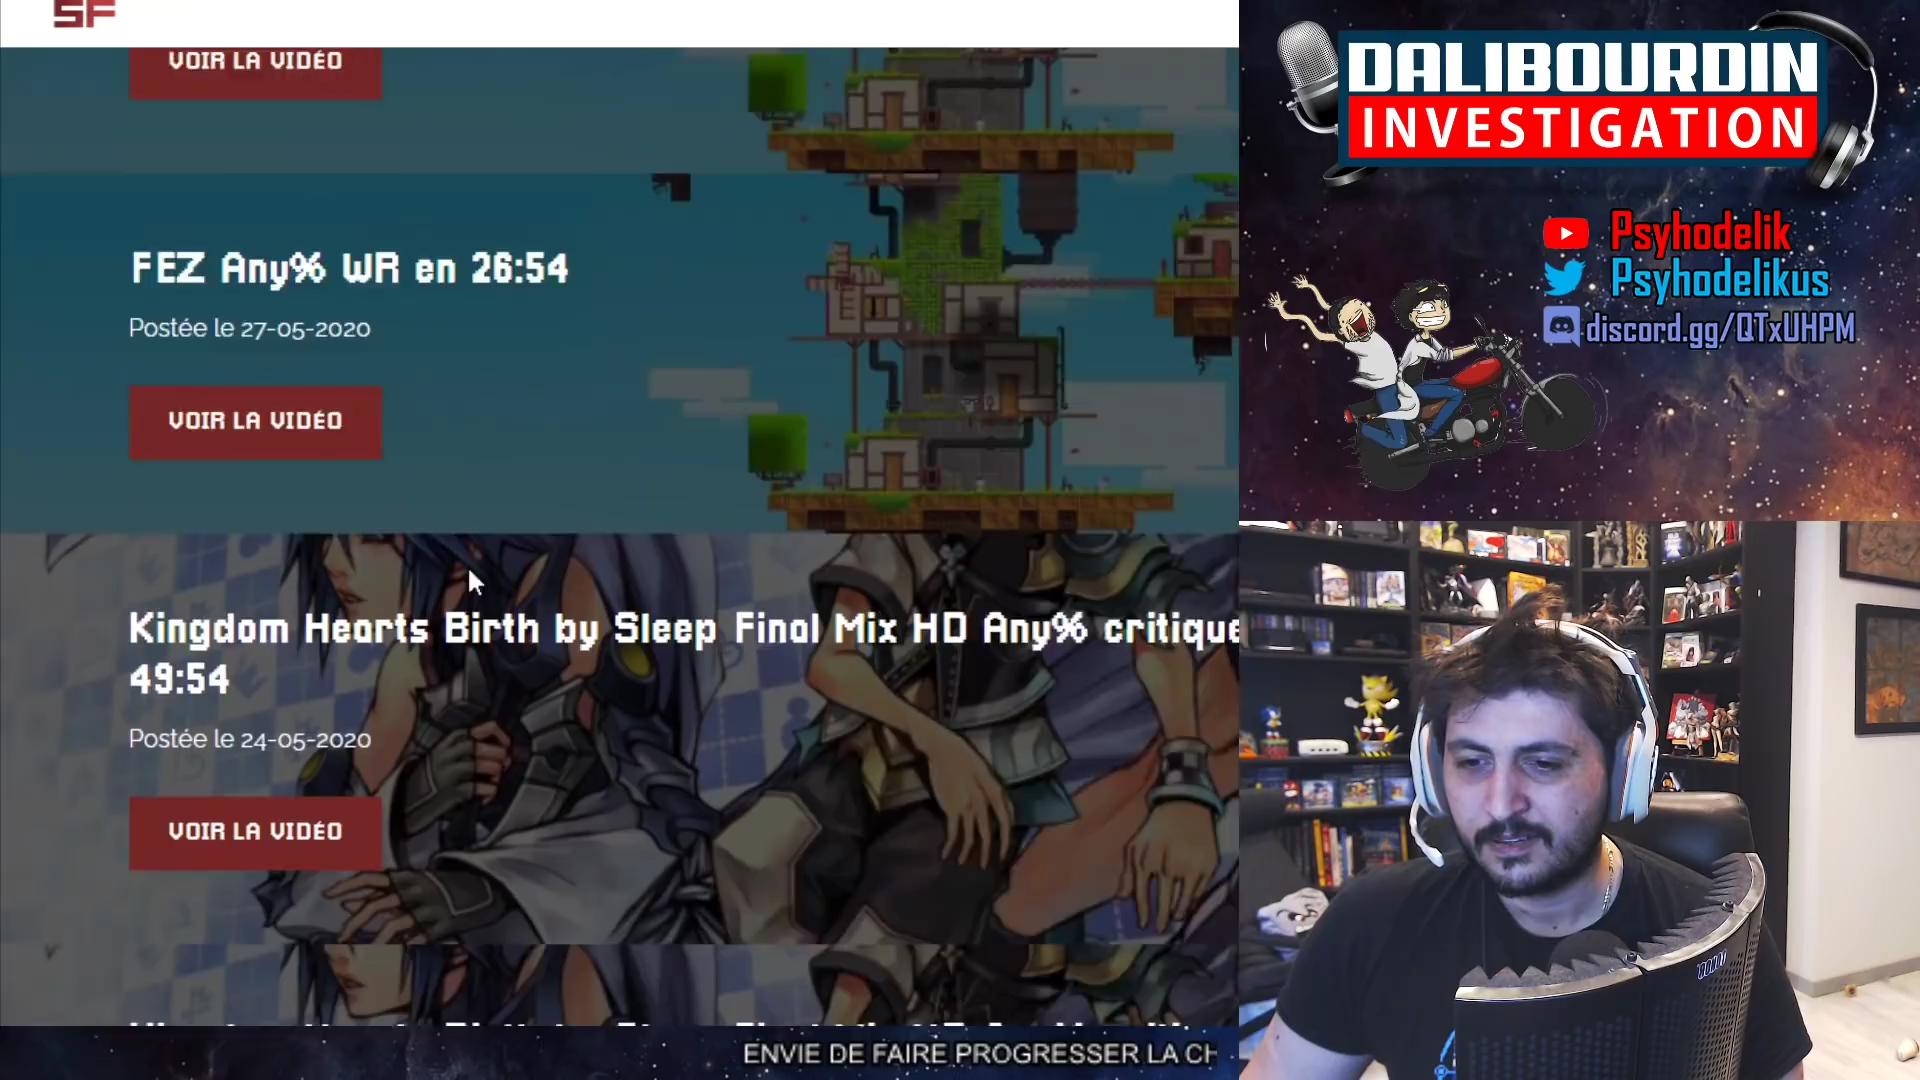 SF
VOIR LA VIDÉO
FEZ Any% WR en 26:54
Postée le 27-05-2020
VOIR LA VIDÉO
Kingdom Hearts Birth by Sleep Final Mix HD Any% critique
49:54
Postée le 24-05-2020
VOIR LA VIDÉO
ENVIE DE FAIRE PROGRESSER LA CH
DALIBOURDIN
INVESTIGATION
Psyhodelik
Psyhodelikus
discord.gg/QTxUHPM